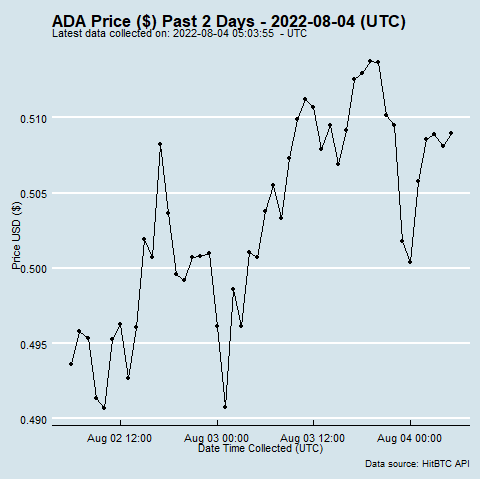 ADA Price ($) Past 2 Days - 2022-08-04 (UTC)
Latest data collected on: 2022-08-04 05:03:55  - UTC
Price USD ($)
0.510
0.505
0.500
0.495
0.490
Aug 02 12:00 Aug 03 00:00 Aug 03 12:00 Aug 04 00:00
Date Time Collected (UTC)
Data source: HitBTC API